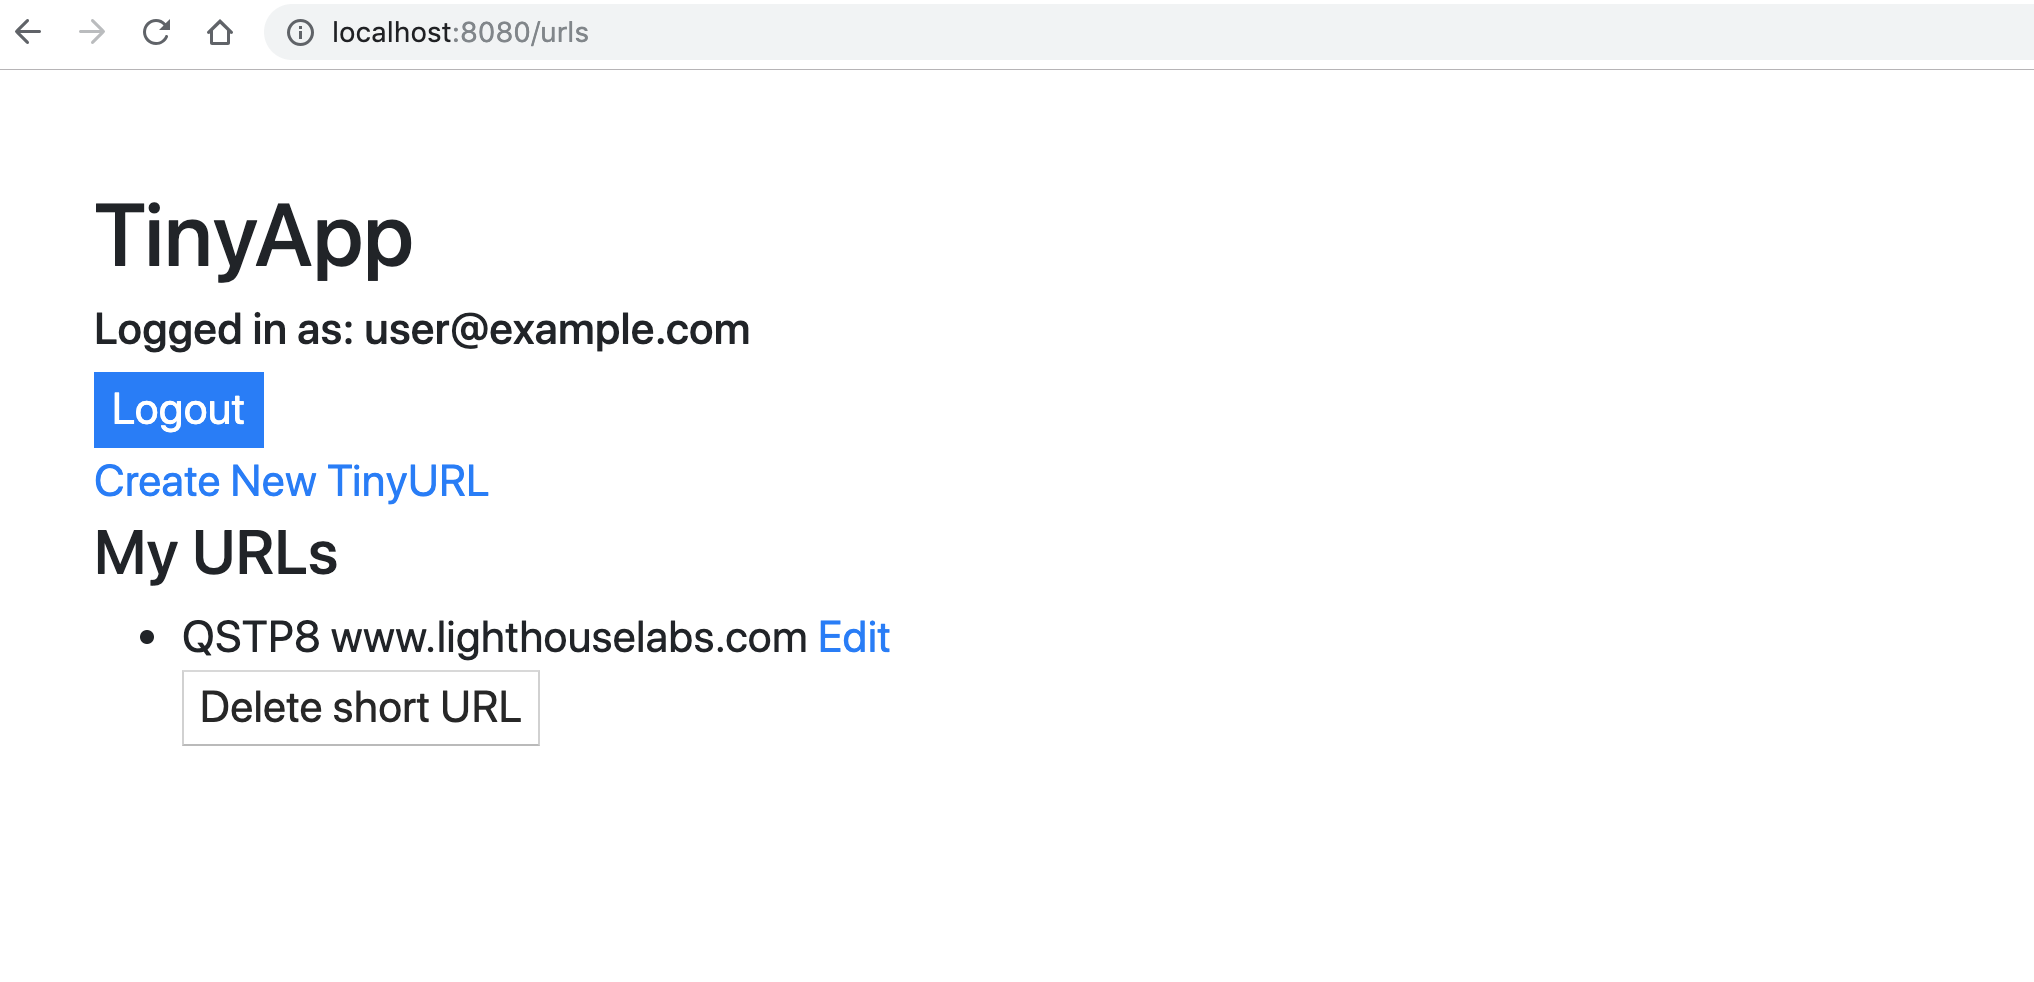 localhost:8080/urls
TinyApp
Logged in as: user@example.com
Logout
Create New TinyURL
My URLs
QSTP8 www.lighthouselabs.com Edit
Delete short URL